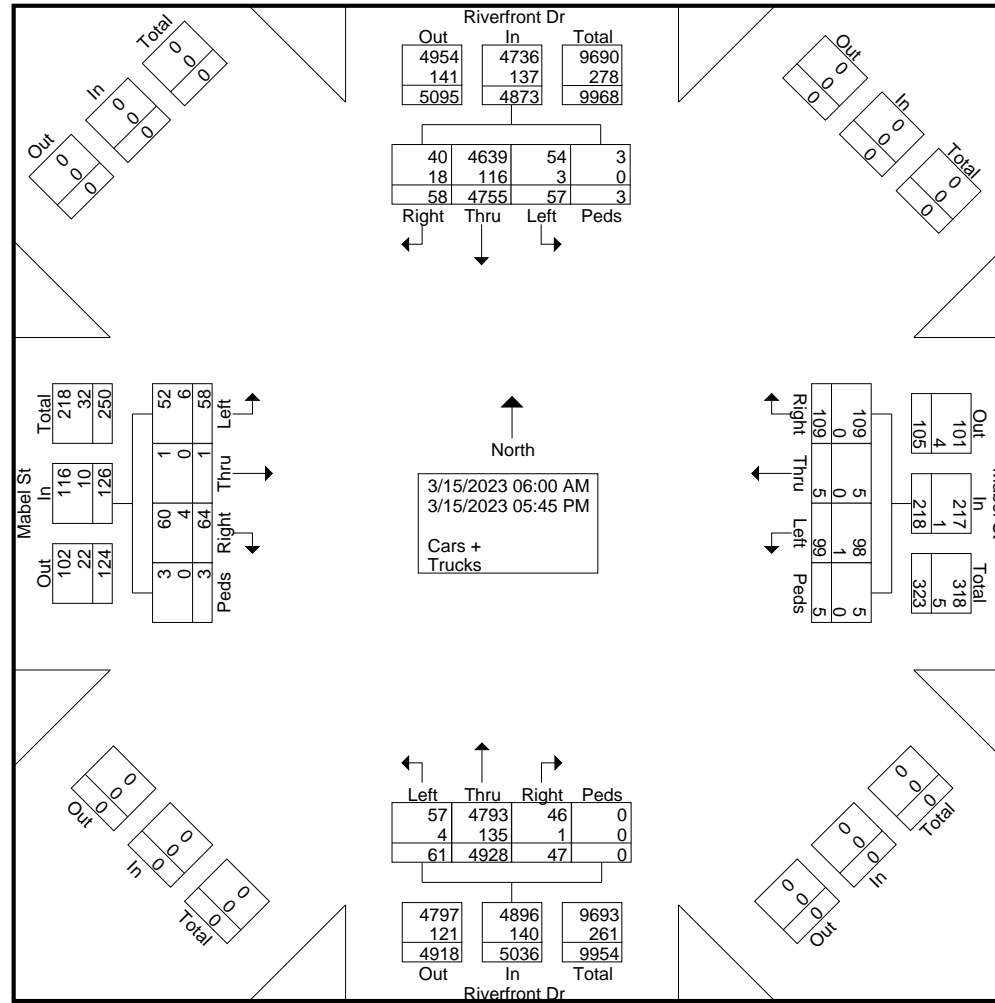 Riverfront Dr
Out In Total
4954 4736 9690
141 137 278
5095 4873 9968
40 4639 54 3
18 116 3 0
58 4755 57 3
Right Thru Left Peds
Total
0 0 0
In
0 0 0
Out
0 0 0
Out
0 0 0
In
0 0 0
Total
0 0 0
Mabel St
Total In Out
218 116 102
32 10 22
250 126 124
52 1 60 3
6 0 4 0
58 1 64 3
Left Thru Right Peds
North
3/15/2023 06:00 AM
3/15/2023 05:45 PM
Cars +
Trucks
Out In Total
101 217 318
4 1 5
105 218 323
109 5 98 5
0 0 1 0
109 5 99 5
Right Thru Left Peds
Left Thru Right Peds
57 4793 46 0
4 135 1 0
61 4928 47 0
4797 4896 9693
121 140 261
4918 5036 9954
Out In Total
Riverfront Dr
Out
0 0 0
In
0 0 0
Total
0 0 0
Total
0 0 0
In
0 0 0
Out
0 0 0